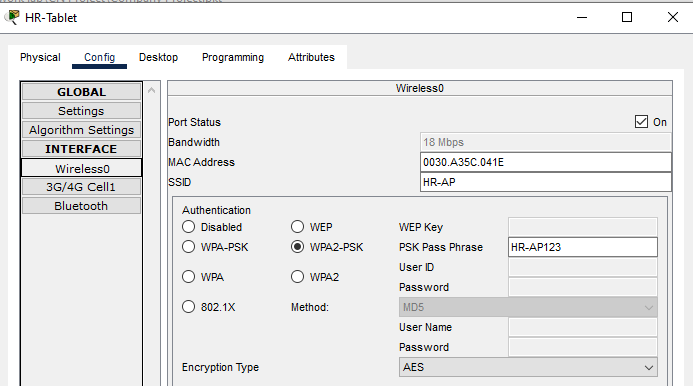 HR-Tablet
Physical Config Desktop Programming Attributes
GLOBAL
Settings
Algorithm Settings
INTERFACE
Wireless0
3G/4G Cell1
Bluetooth
Wireless0
Port Status On
Bandwidth 18 Mbps
MAC Address 0030.A35C.041E
SSID HR-AP
Authentication
Disabled WEP WEP Key
WPA-PSK WPA2-PSK PSK Pass Phrase HR-AP123
User ID
WPA WPA2
Password
802.1X Method: MD5
User Name
Password
Encryption Type AES